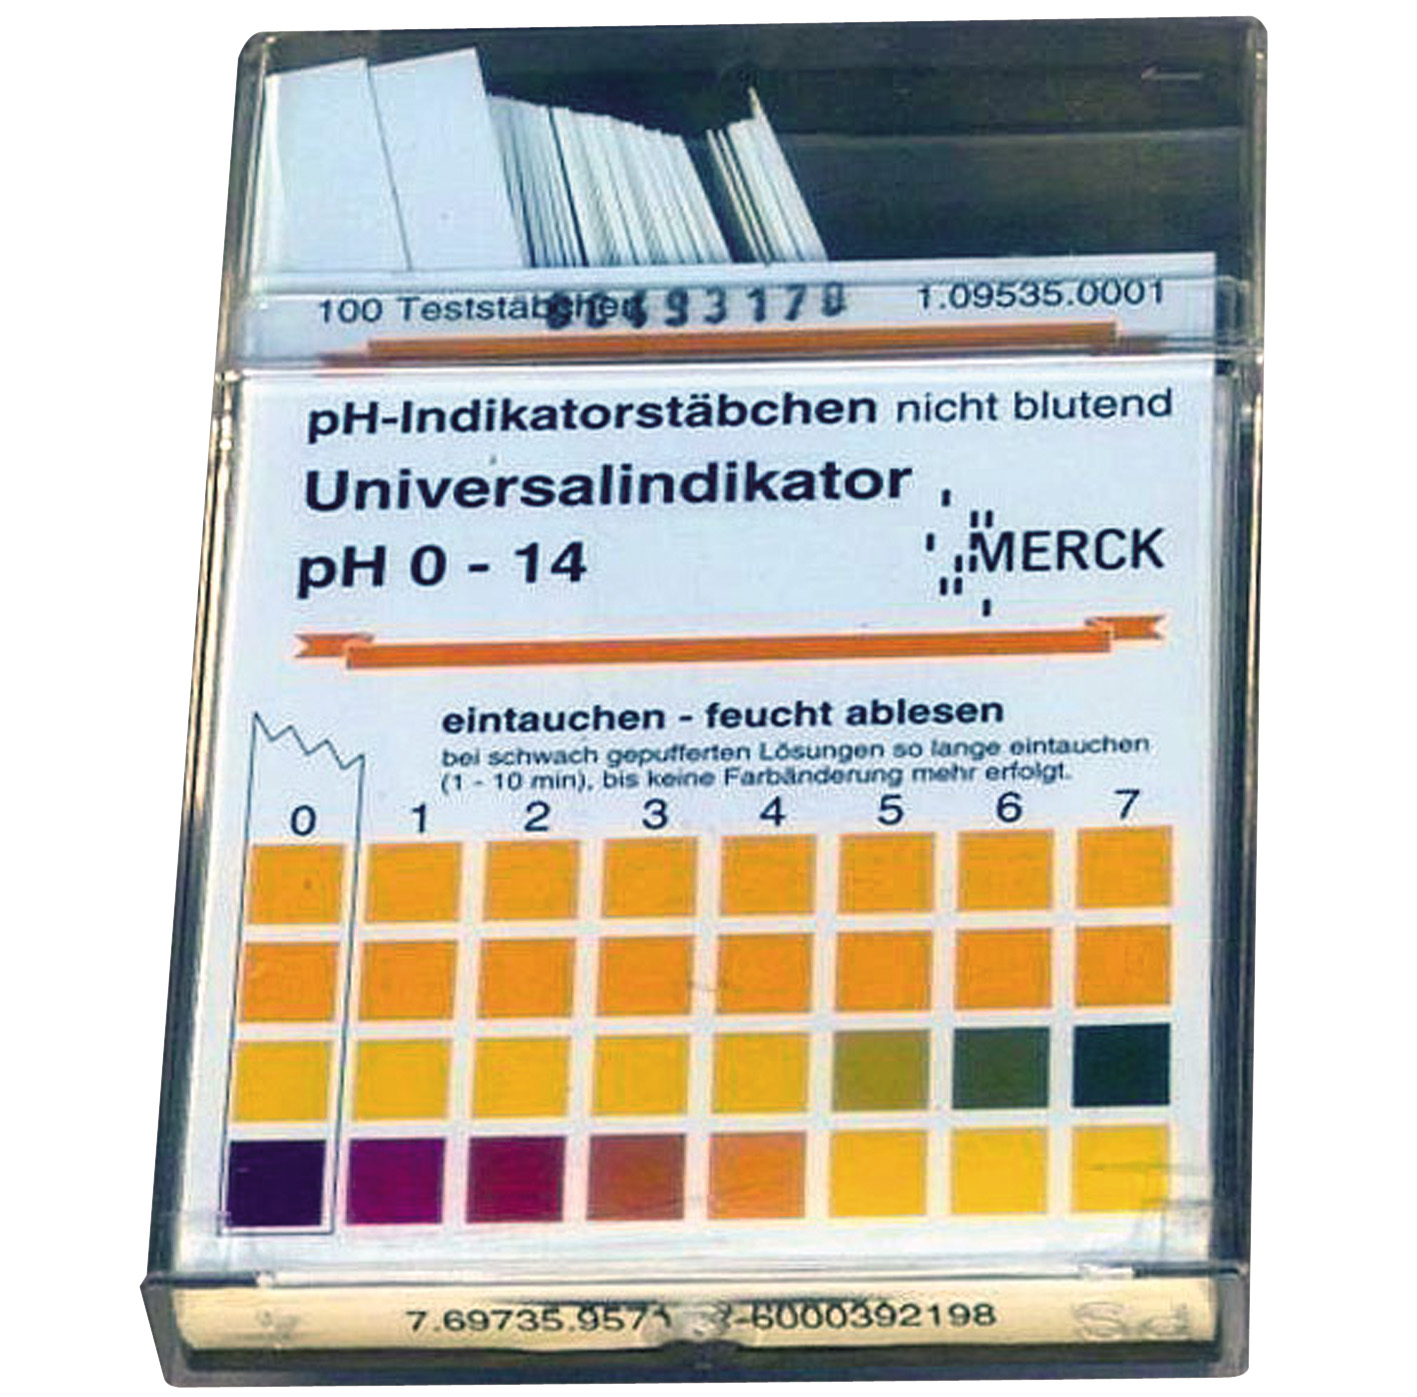 100 Teststäbchen 1.09535.0001
pH-Indikatorstäbchen nicht blutend
Universalindikator
pH 0 - 14
MERCK
eintauchen - feucht ablesen
bei schwach gepufferten Lösungen so lange eintauchen
(1 - 10 min), bis keine Farbänderung mehr erfolgt.
0 1 2 3 4 5 6 7
-6000392198